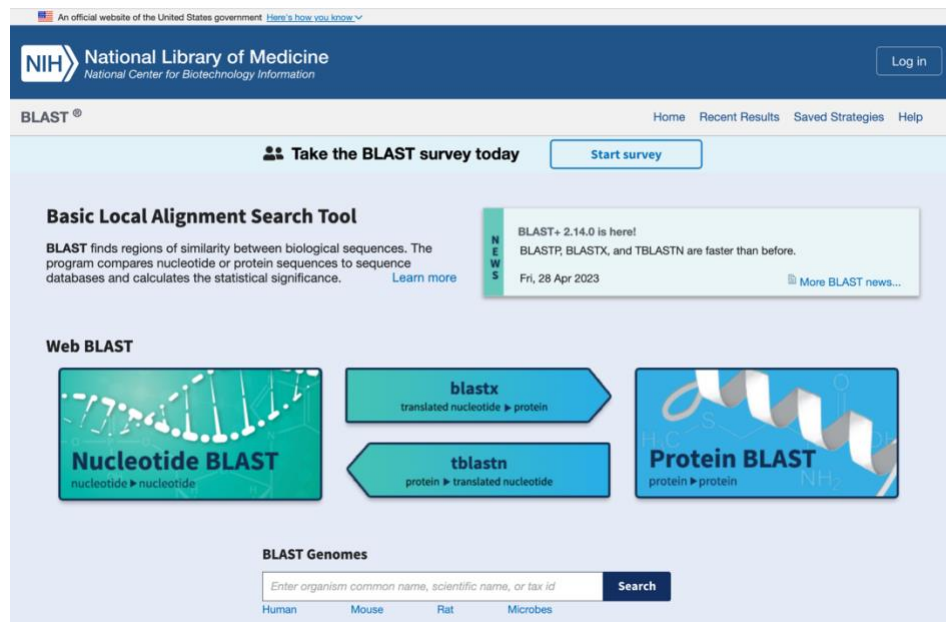 An official website of the United States government Here's how you know
NIH National Library of Medicine
National Center for Biotechnology Information
Log in
BLAST ® Home Recent Results Saved Strategies Help
Take the BLAST survey today Start survey
Basic Local Alignment Search Tool
BLAST finds regions of similarity between biological sequences. The
program compares nucleotide or protein sequences to sequence
databases and calculates the statistical significance. Learn more
NEWS
BLAST+ 2.14.0 is here!
BLASTP, BLASTX, and TBLASTN are faster than before.
Fri, 28 Apr 2023 More BLAST news...
Web BLAST
Nucleotide BLAST
nucleotide ▶ nucleotide
blastx
translated nucleotide ▶ protein
tblastn
protein ▶ translated nucleotide
Protein BLAST
protein ▶ protein
BLAST Genomes
Enter organism common name, scientific name, or tax id Search
Human Mouse Rat Microbes